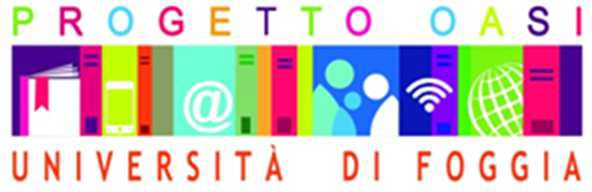 PROGETTO OASI
@
UNIVERSITÀ DI FOGGIA